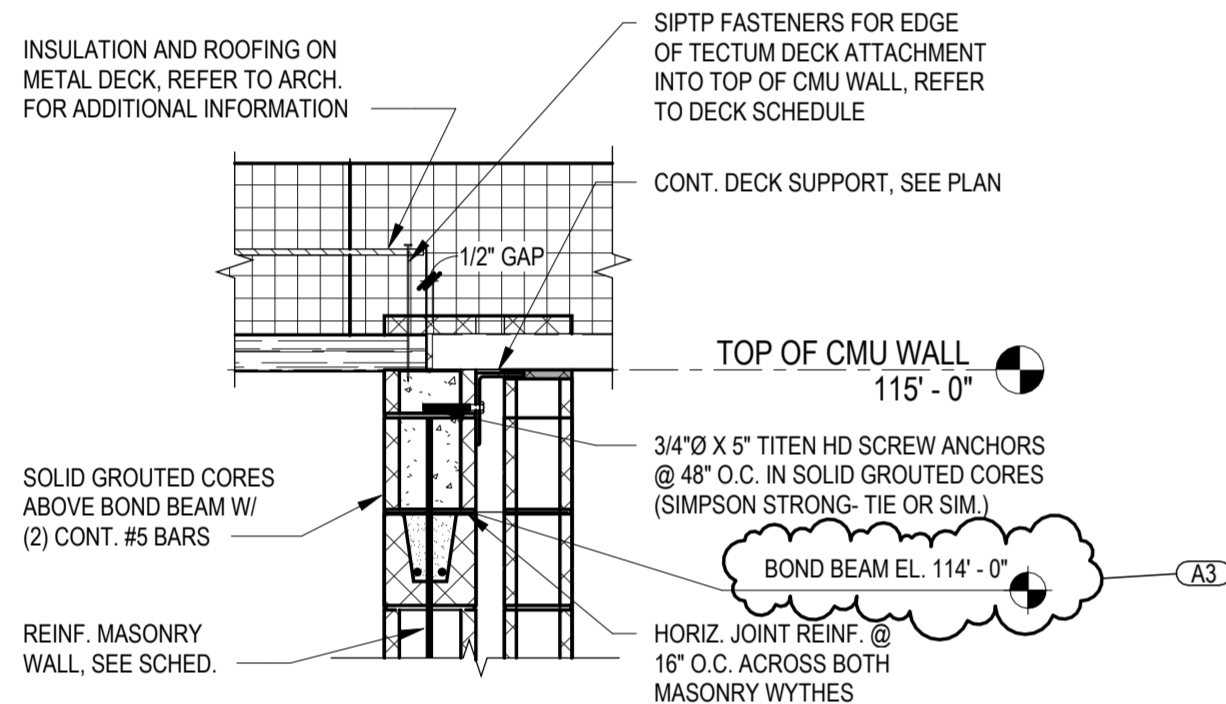 INSULATION AND ROOFING ON
METAL DECK, REFER TO ARCH.
FOR ADDITIONAL INFORMATION
SIPTP FASTENERS FOR EDGE
OF TECTUM DECK ATTACHMENT
INTO TOP OF CMU WALL, REFER
TO DECK SCHEDULE
CONT. DECK SUPPORT, SEE PLAN
1/2" GAP
TOP OF CMU WALL
115' - 0"
3/4"Ø X 5" TITEN HD SCREW ANCHORS
@ 48" O.C. IN SOLID GROUTED CORES
(SIMPSON STRONG- TIE OR SIM.)
SOLID GROUTED CORES
ABOVE BOND BEAM W/
(2) CONT. #5 BARS
BOND BEAM EL. 114' - 0"
A3
REINF. MASONRY
WALL, SEE SCHED.
HORIZ. JOINT REINF. @
16" O.C. ACROSS BOTH
MASONRY WYTHES